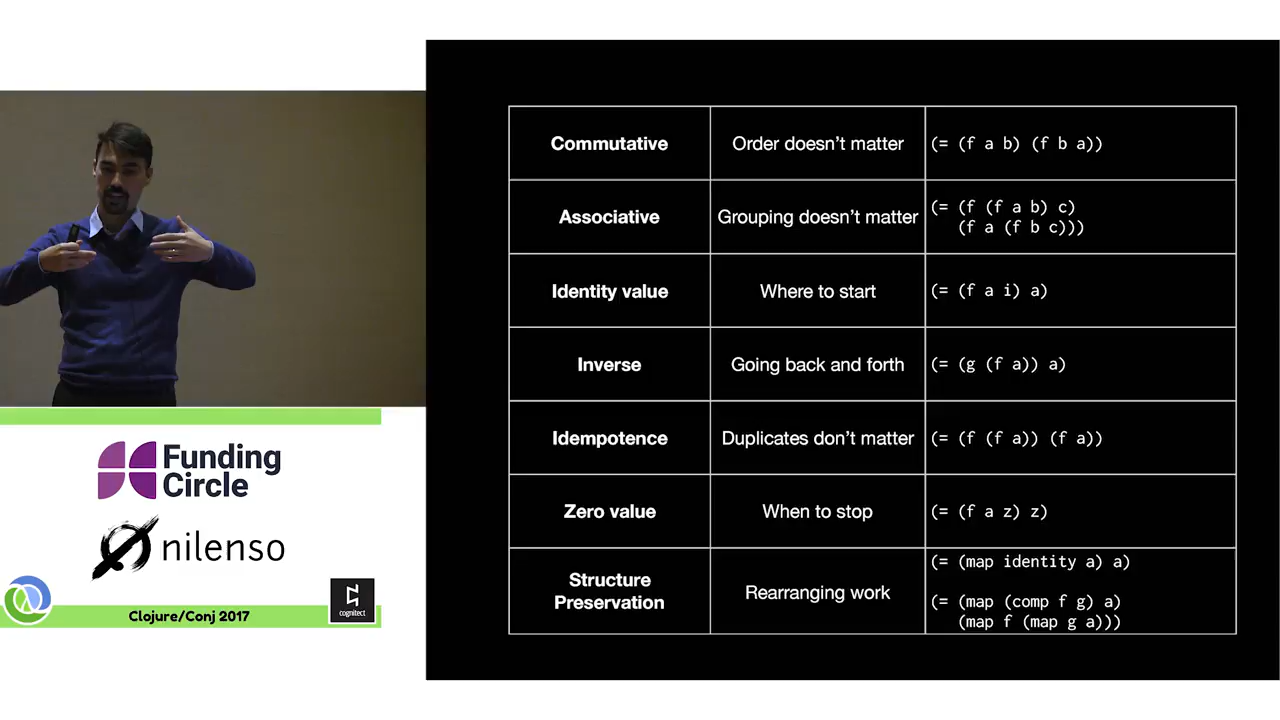 Commutative
Order doesn't matter
(= (f a b) (f b a))
Associative
Grouping doesn't matter
(= (f (f a b) c)
(f a (f b c)))
Identity value
Where to start
(= (f a i) a)
Inverse
Going back and forth
(= (g (f a)) a)
Idempotence
Duplicates don't matter
(= (f (f a)) (f a))
Zero value
When to stop
(= (f a z) z)
Structure
Preservation
Rearranging work
(= (map identity a) a)
(= (map (comp f g) a)
(map f (map g a)))
Funding
Circle
nilenso
Clojure/Conj 2017
cognitect